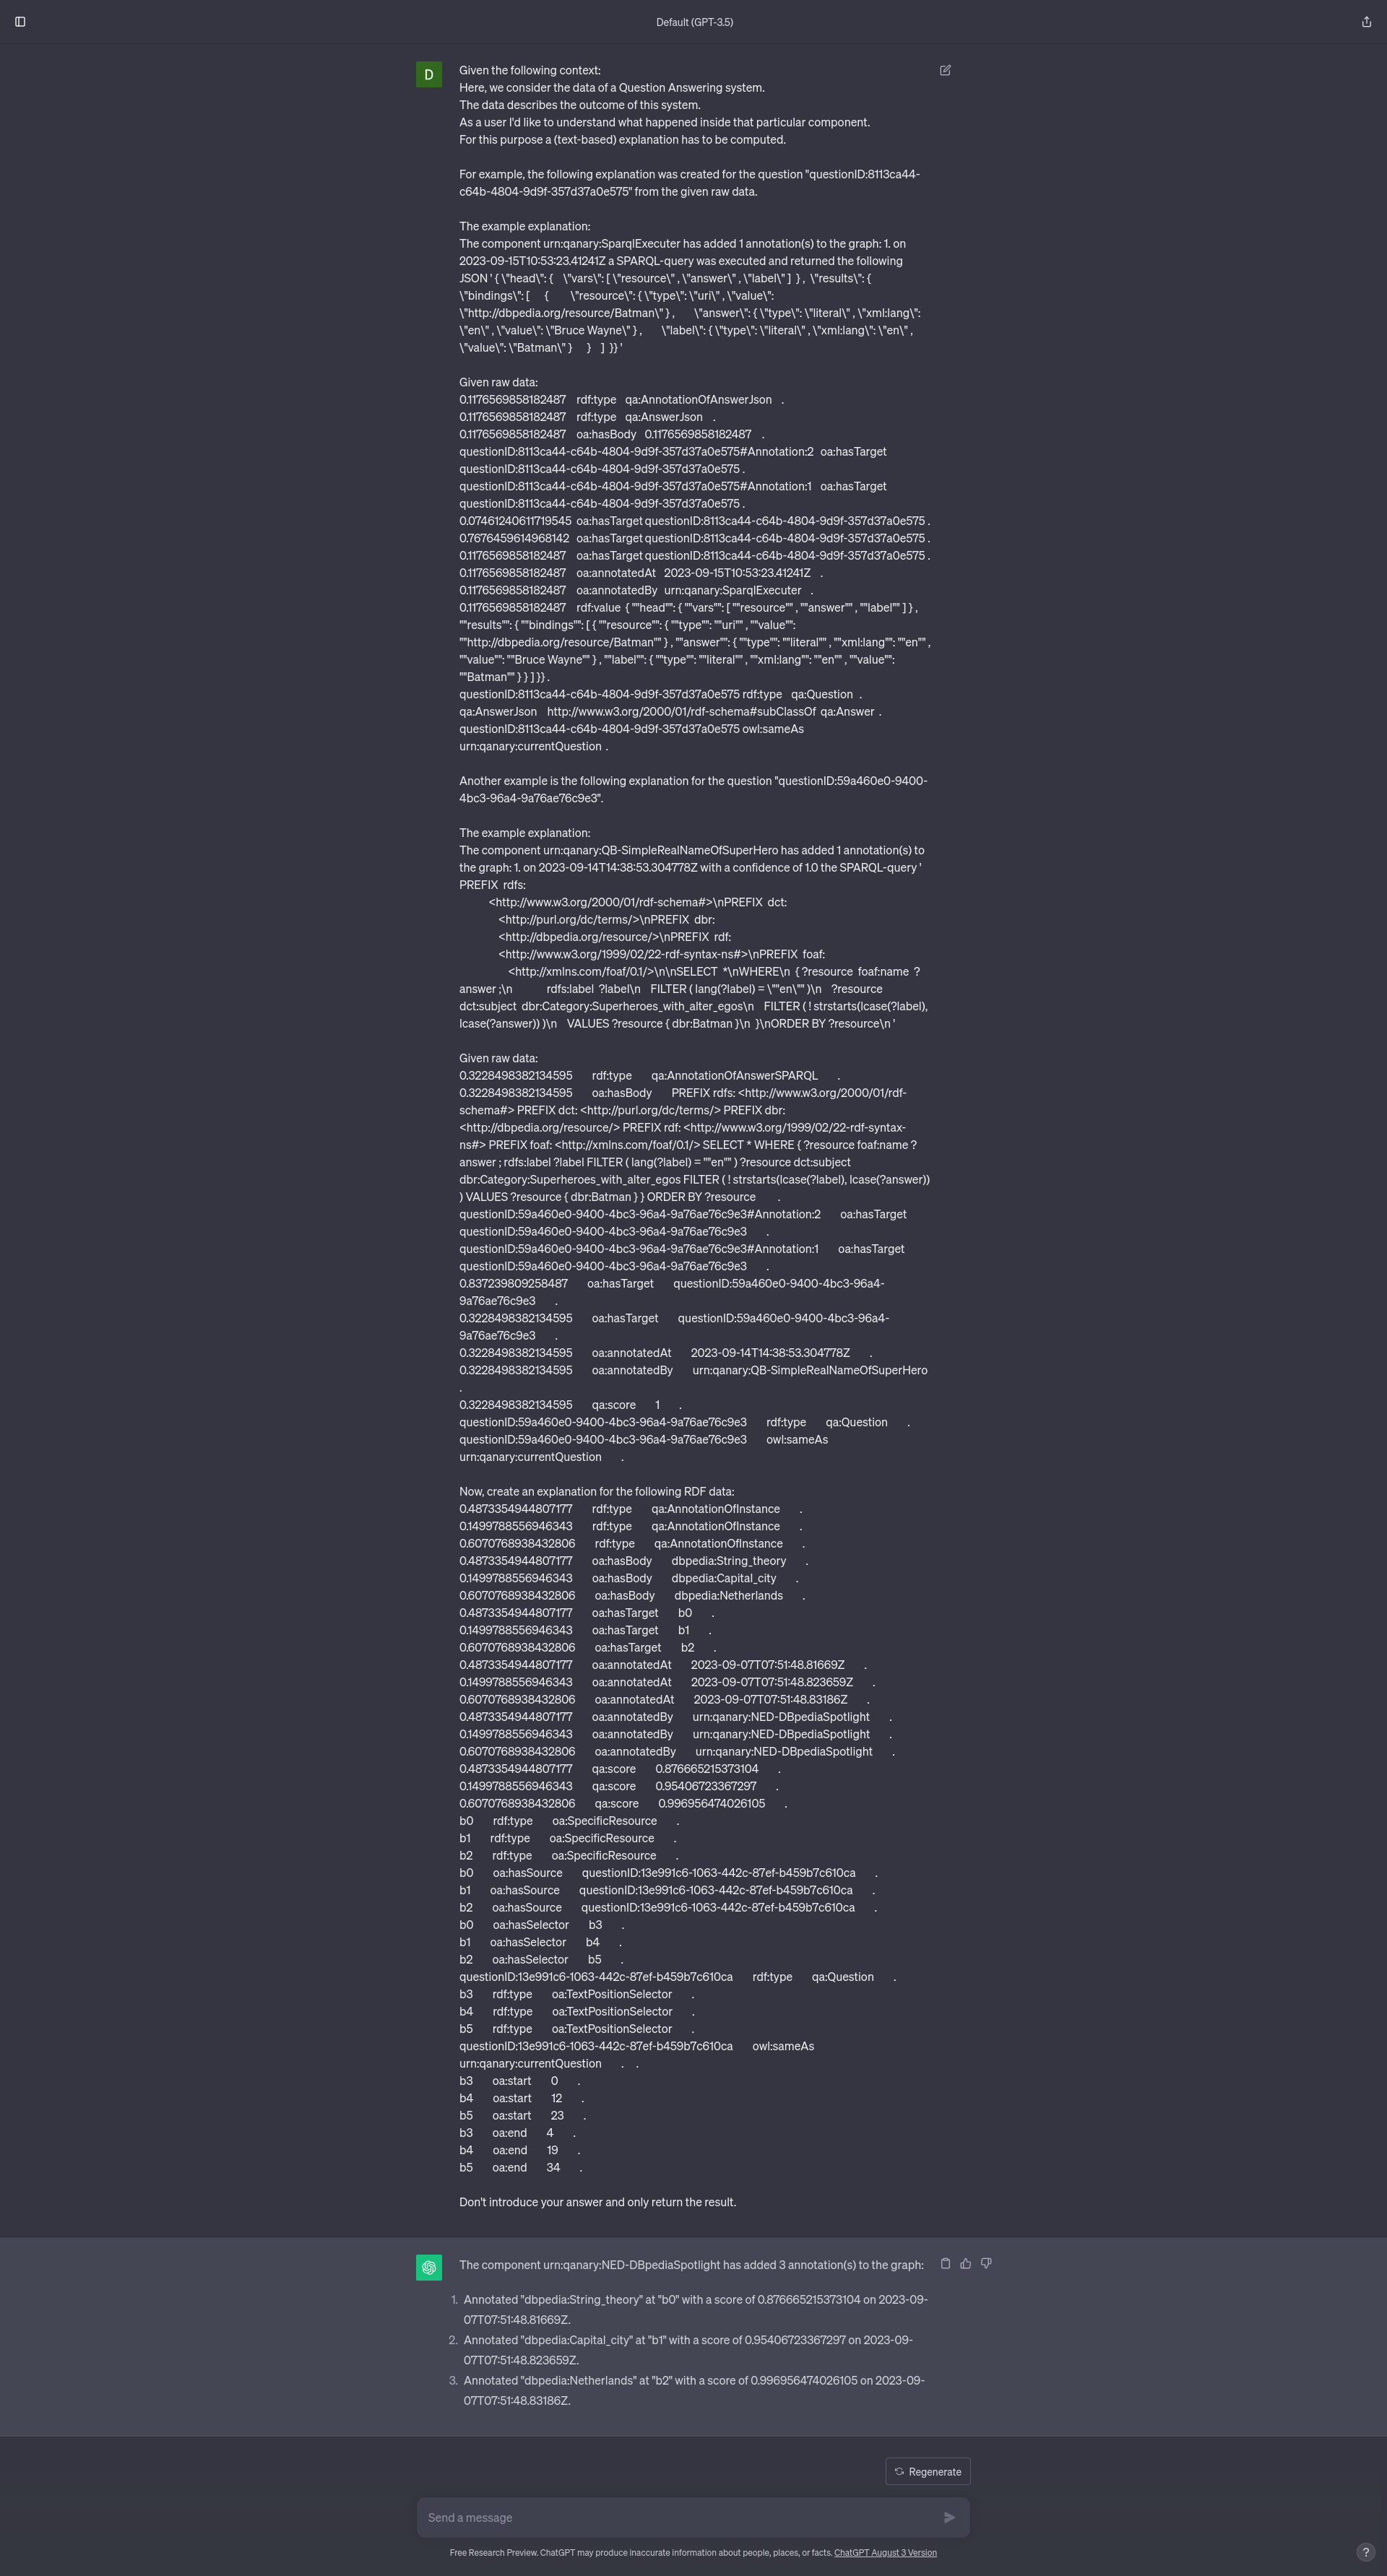 Default (GPT-3.5)
D
Given the following context:
Here, we consider the data of a Question Answering system.
The data describes the outcome of this system.
As a user I'd like to understand what happened inside that particular component.
For this purpose a (text-based) explanation has to be computed.
For example, the following explanation was created for the question "questionID:8113ca44-
c64b-4804-9d9f-357d37a0e575" from the given raw data.
The example explanation:
The component urn:qanary:SparqlExecuter has added 1 annotation(s) to the graph: 1. on
2023-09-15T10:53:23.41241Z a SPARQL-query was executed and returned the following
JSON ' { \"head\": {    \"vars\": [ \"resource\" , \"answer\" , \"label\" ]  } ,  \"results\": {
\"bindings\": [      {         \"resource\": { \"type\": \"uri\" , \"value\":
\"http://dbpedia.org/resource/Batman\" } ,        \"answer\": { \"type\": \"literal\" , \"xml:lang\":
\"en\" , \"value\": \"Bruce Wayne\" } ,        \"label\": { \"type\": \"literal\" , \"xml:lang\": \"en\" ,
\"value\": \"Batman\" }      }    ]  }} '
Given raw data:
0.1176569858182487    rdf:type   qa:AnnotationOfAnswerJson    .
0.1176569858182487    rdf:type   qa:AnswerJson    .
0.1176569858182487    oa:hasBody   0.1176569858182487    .
questionID:8113ca44-c64b-4804-9d9f-357d37a0e575#Annotation:2   oa:hasTarget
questionID:8113ca44-c64b-4804-9d9f-357d37a0e575 .
questionID:8113ca44-c64b-4804-9d9f-357d37a0e575#Annotation:1   oa:hasTarget
questionID:8113ca44-c64b-4804-9d9f-357d37a0e575 .
0.07461240611719545  oa:hasTarget questionID:8113ca44-c64b-4804-9d9f-357d37a0e575 .
0.7676459614968142   oa:hasTarget questionID:8113ca44-c64b-4804-9d9f-357d37a0e575 .
0.1176569858182487    oa:hasTarget questionID:8113ca44-c64b-4804-9d9f-357d37a0e575 .
0.1176569858182487    oa:annotatedAt   2023-09-15T10:53:23.41241Z    .
0.1176569858182487    oa:annotatedBy   urn:qanary:SparqlExecuter    .
0.1176569858182487    rdf:value  { ""head"": { ""vars"": [ ""resource"" , ""answer"" , ""label"" ] } ,
""results"": { ""bindings"": [ { ""resource"": { ""type"": ""uri"" , ""value"":
""http://dbpedia.org/resource/Batman"" } , ""answer"": { ""type"": ""literal"" , ""xml:lang"": ""en"" ,
""value"": ""Bruce Wayne"" } , ""label"": { ""type"": ""literal"" , ""xml:lang"": ""en"" , ""value"":
""Batman"" } } ] }} .
questionID:8113ca44-c64b-4804-9d9f-357d37a0e575 rdf:type   qa:Question   .
qa:AnswerJson    http://www.w3.org/2000/01/rdf-schema#subClassOf  qa:Answer  .
questionID:8113ca44-c64b-4804-9d9f-357d37a0e575 owl:sameAs
urn:qanary:currentQuestion  .
Another example is the following explanation for the question "questionID:59a460e0-9400-
4bc3-96a4-9a76ae76c9e3".
The example explanation:
The component urn:qanary:QB-SimpleRealNameOfSuperHero has added 1 annotation(s) to
the graph: 1. on 2023-09-14T14:38:53.304778Z with a confidence of 1.0 the SPARQL-query '
PREFIX  rdfs:
<http://www.w3.org/2000/01/rdf-schema#>\nPREFIX  dct:
<http://purl.org/dc/terms/>\nPREFIX  dbr:
<http://dbpedia.org/resource/>\nPREFIX  rdf:
<http://www.w3.org/1999/02/22-rdf-syntax-ns#>\nPREFIX  foaf:
<http://xmlns.com/foaf/0.1/>\n\nSELECT  *\nWHERE\n  { ?resource  foaf:name  ?
answer ;\n              rdfs:label  ?label\n    FILTER ( lang(?label) = \""en\"" )\n    ?resource
dct:subject  dbr:Category:Superheroes_with_alter_egos\n    FILTER ( ! strstarts(lcase(?label),
lcase(?answer)) )\n    VALUES ?resource { dbr:Batman }\n  }\nORDER BY ?resource\n '
Given raw data:
0.3228498382134595        rdf:type        qa:AnnotationOfAnswerSPARQL        .
0.3228498382134595        oa:hasBody        PREFIX rdfs: <http://www.w3.org/2000/01/rdf-
schema#> PREFIX dct: <http://purl.org/dc/terms/> PREFIX dbr:
<http://dbpedia.org/resource/> PREFIX rdf: <http://www.w3.org/1999/02/22-rdf-syntax-
ns#> PREFIX foaf: <http://xmlns.com/foaf/0.1/> SELECT * WHERE { ?resource foaf:name ?
answer ; rdfs:label ?label FILTER ( lang(?label) = ""en"" ) ?resource dct:subject
dbr:Category:Superheroes_with_alter_egos FILTER ( ! strstarts(lcase(?label), lcase(?answer))
) VALUES ?resource { dbr:Batman } } ORDER BY ?resource        .
questionID:59a460e0-9400-4bc3-96a4-9a76ae76c9e3#Annotation:2        oa:hasTarget
questionID:59a460e0-9400-4bc3-96a4-9a76ae76c9e3        .
questionID:59a460e0-9400-4bc3-96a4-9a76ae76c9e3#Annotation:1        oa:hasTarget
questionID:59a460e0-9400-4bc3-96a4-9a76ae76c9e3        .
0.837239809258487        oa:hasTarget        questionID:59a460e0-9400-4bc3-96a4-
9a76ae76c9e3        .
0.3228498382134595        oa:hasTarget        questionID:59a460e0-9400-4bc3-96a4-
9a76ae76c9e3        .
0.3228498382134595        oa:annotatedAt        2023-09-14T14:38:53.304778Z        .
0.3228498382134595        oa:annotatedBy        urn:qanary:QB-SimpleRealNameOfSuperHero
.
0.3228498382134595        qa:score        1        .
questionID:59a460e0-9400-4bc3-96a4-9a76ae76c9e3        rdf:type        qa:Question        .
questionID:59a460e0-9400-4bc3-96a4-9a76ae76c9e3        owl:sameAs
urn:qanary:currentQuestion        .
Now, create an explanation for the following RDF data:
0.4873354944807177        rdf:type        qa:AnnotationOfInstance        .
0.1499788556946343        rdf:type        qa:AnnotationOfInstance        .
0.6070768938432806        rdf:type        qa:AnnotationOfInstance        .
0.4873354944807177        oa:hasBody        dbpedia:String_theory        .
0.1499788556946343        oa:hasBody        dbpedia:Capital_city        .
0.6070768938432806        oa:hasBody        dbpedia:Netherlands        .
0.4873354944807177        oa:hasTarget        b0        .
0.1499788556946343        oa:hasTarget        b1        .
0.6070768938432806        oa:hasTarget        b2        .
0.4873354944807177        oa:annotatedAt        2023-09-07T07:51:48.81669Z        .
0.1499788556946343        oa:annotatedAt        2023-09-07T07:51:48.823659Z        .
0.6070768938432806        oa:annotatedAt        2023-09-07T07:51:48.83186Z        .
0.4873354944807177        oa:annotatedBy        urn:qanary:NED-DBpediaSpotlight        .
0.1499788556946343        oa:annotatedBy        urn:qanary:NED-DBpediaSpotlight        .
0.6070768938432806        oa:annotatedBy        urn:qanary:NED-DBpediaSpotlight        .
0.4873354944807177        qa:score        0.876665215373104        .
0.1499788556946343        qa:score        0.95406723367297        .
0.6070768938432806        qa:score        0.996956474026105        .
b0        rdf:type        oa:SpecificResource        .
b1        rdf:type        oa:SpecificResource        .
b2        rdf:type        oa:SpecificResource        .
b0        oa:hasSource        questionID:13e991c6-1063-442c-87ef-b459b7c610ca        .
b1        oa:hasSource        questionID:13e991c6-1063-442c-87ef-b459b7c610ca        .
b2        oa:hasSource        questionID:13e991c6-1063-442c-87ef-b459b7c610ca        .
b0        oa:hasSelector        b3        .
b1        oa:hasSelector        b4        .
b2        oa:hasSelector        b5        .
questionID:13e991c6-1063-442c-87ef-b459b7c610ca        rdf:type        qa:Question        .
b3        rdf:type        oa:TextPositionSelector        .
b4        rdf:type        oa:TextPositionSelector        .
b5        rdf:type        oa:TextPositionSelector        .
questionID:13e991c6-1063-442c-87ef-b459b7c610ca        owl:sameAs
urn:qanary:currentQuestion        .     .
b3        oa:start        0        .
b4        oa:start        12        .
b5        oa:start        23        .
b3        oa:end        4        .
b4        oa:end        19        .
b5        oa:end        34        .
Don't introduce your answer and only return the result.
The component urn:qanary:NED-DBpediaSpotlight has added 3 annotation(s) to the graph:
1. Annotated "dbpedia:String_theory" at "b0" with a score of 0.876665215373104 on 2023-09-
07T07:51:48.81669Z.
2. Annotated "dbpedia:Capital_city" at "b1" with a score of 0.95406723367297 on 2023-09-
07T07:51:48.823659Z.
3. Annotated "dbpedia:Netherlands" at "b2" with a score of 0.996956474026105 on 2023-09-
07T07:51:48.83186Z.
Regenerate
Send a message
Free Research Preview. ChatGPT may produce inaccurate information about people, places, or facts. ChatGPT August 3 Version
?